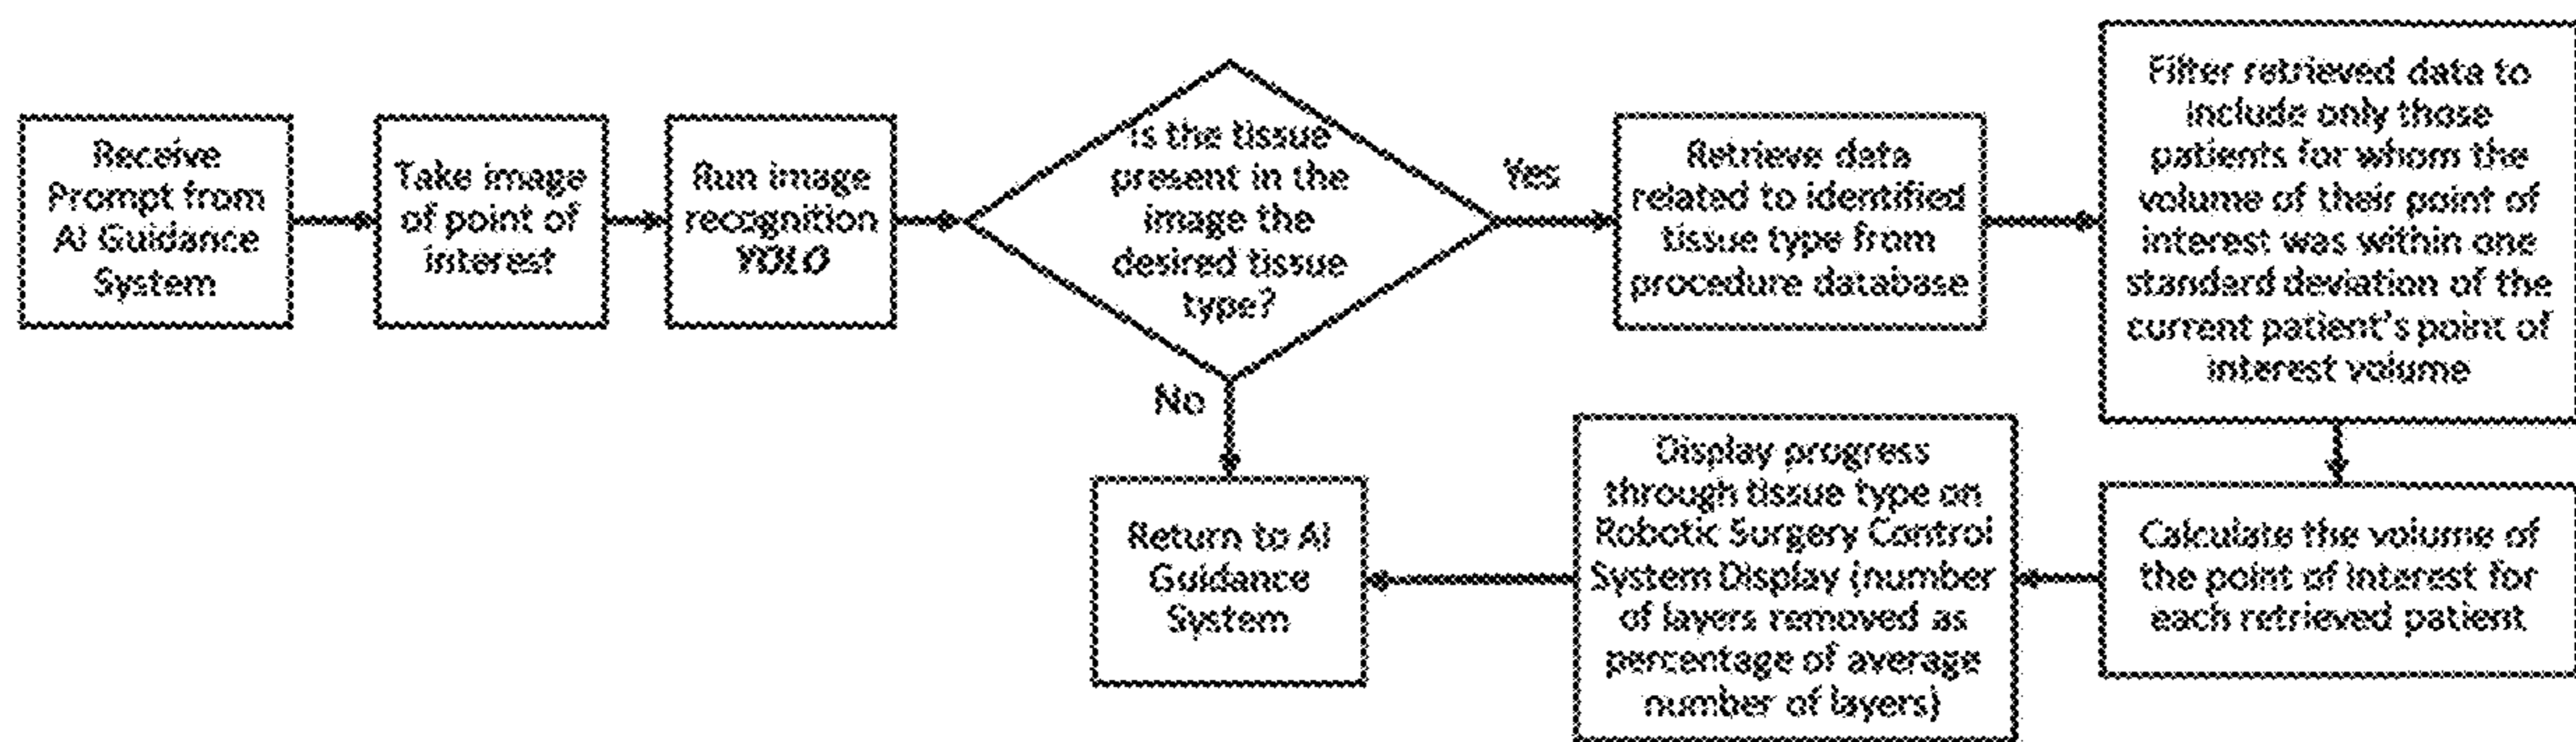 Receive
Prompt from
AI Guidance
System
Take image
of point of
interest
Run image
recognition
YOLO
Is the tissue
present in the
image the
desired tissue
type?
Yes
No
Retrieve data
related to identified
tissue type from
procedure database
Filter retrieved data to
include only those
patients for whom the
volume of their point of
interest was within one
standard deviation of the
current patient's point of
interest volume
Calculate the volume of
the point of interest for
each retrieved patient
Display progress
through tissue type on
Robotic Surgery Control
System Display (number
of layers removed as
percentage of average
number of layers)
Return to AI
Guidance
System